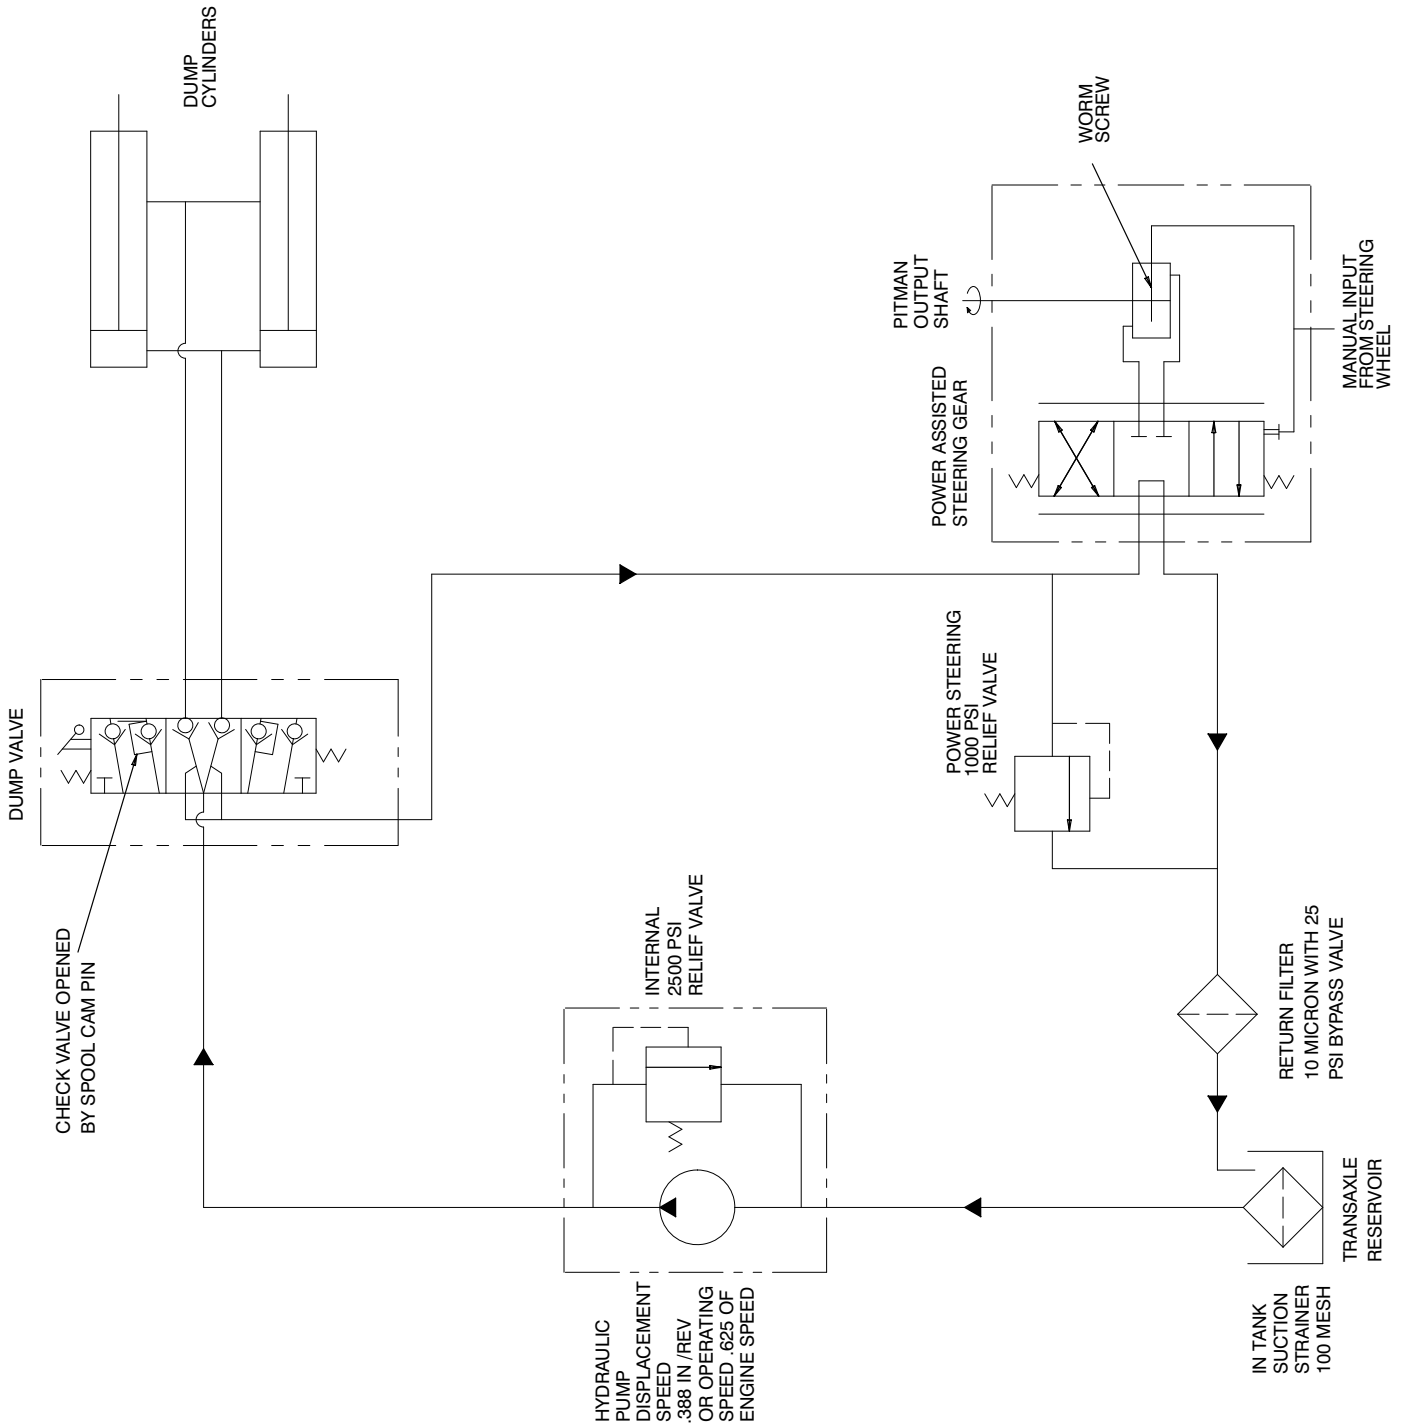 DUMP
CYLINDERS
DUMP VALVE
CHECK VALVE OPENED
BY SPOOL CAM PIN
INTERNAL
2500 PSI
RELIEF VALVE
HYDRAULIC
PUMP
DISPLACEMENT
SPEED
.388 IN /REV
OR OPERATING
SPEED .625 OF
ENGINE SPEED
WORM
SCREW
PITMAN
OUTPUT
SHAFT
POWER ASSISTED
STEERING GEAR
MANUAL INPUT
FROM STEERING
WHEEL
POWER STEERING
1000 PSI
RELIEF VALVE
RETURN FILTER
10 MICRON WITH 25
PSI BYPASS VALVE
TRANSAXLE
RESERVOIR
IN TANK
SUCTION
STRAINER
100 MESH